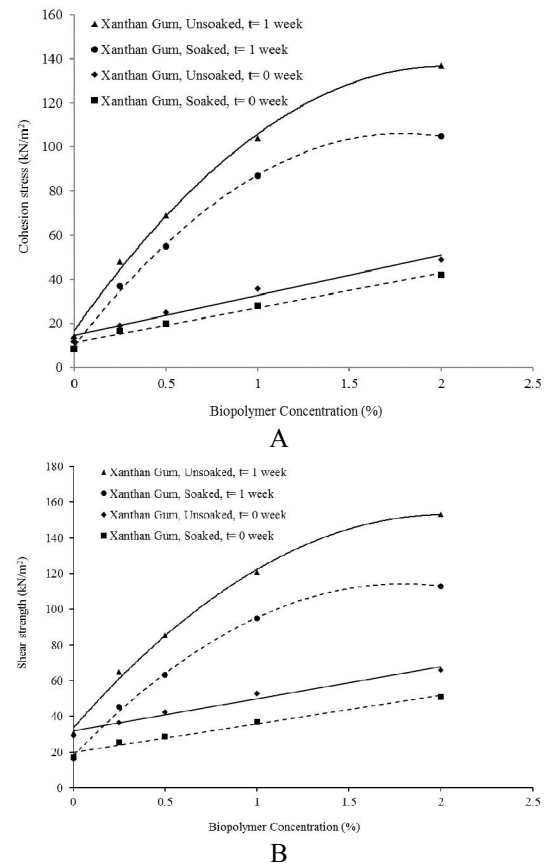 160
140
120
100
80
60
40
20
0
Cohesion stress (kN/m²)
Xanthan Gum, Unsoaked, t= 1 week
Xanthan Gum, Soaked, t= 1 week
Xanthan Gum, Unsoaked, t= 0 week
Xanthan Gum, Soaked, t= 0 week
0 0.5 1 1.5 2 2.5
Biopolymer Concentration (%)
A
180
160
140
120
100
80
60
40
20
0
Shear strength (kN/m²)
Xanthan Gum, Unsoaked, t= 1 week
Xanthan Gum, Soaked, t= 1 week
Xanthan Gum, Unsoaked, t= 0 week
Xanthan Gum, Soaked, t= 0 week
0 0.5 1 1.5 2 2.5
Biopolymer Concentration (%)
B